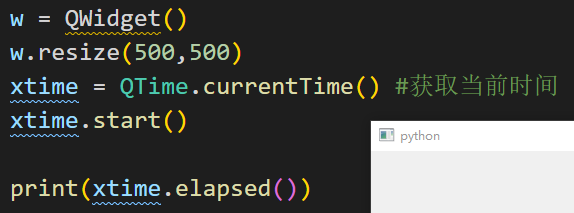 w = QWidget()
w.resize(500,500)
xtime = QTime.currentTime() #获取当前时间
xtime.start()
python
print(xtime.elapsed())